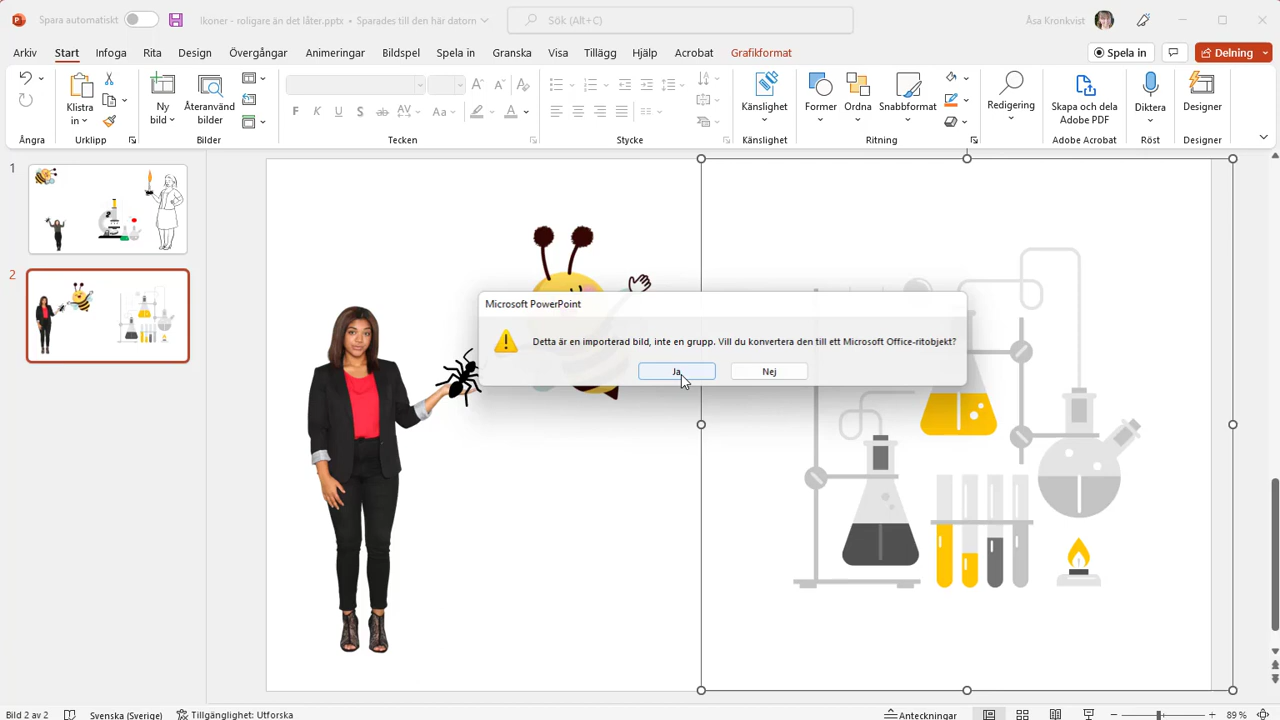 Spara automatiskt
Ikoner - roligare än det låter.pptx • Sparades till den här datorn
Sök (Alt+C)
Åsa Kronkvist
Arkiv Start Infoga Rita Design Övergångar Animeringar Bildspel Spela in Granska Visa Tillägg Hjälp Acrobat Grafikformat
Spela in
Delning
Klistra in
Ny bild
Återanvänd bilder
Känslighet
Former
Ordna
Snabbformat
Redigering
Skapa och dela Adobe PDF
Diktera
Designer
Ångra Urklipp Bilder Tecken Stycke Känslighet Ritning Adobe Acrobat Röst Designer
1
2
Microsoft PowerPoint
Detta är en importerad bild, inte en grupp. Vill du konvertera den till ett Microsoft Office-ritobjekt?
Ja Nej
Bild 2 av 2 Svenska (Sverige) Tillgänglighet: Utforska Anteckningar 89 %